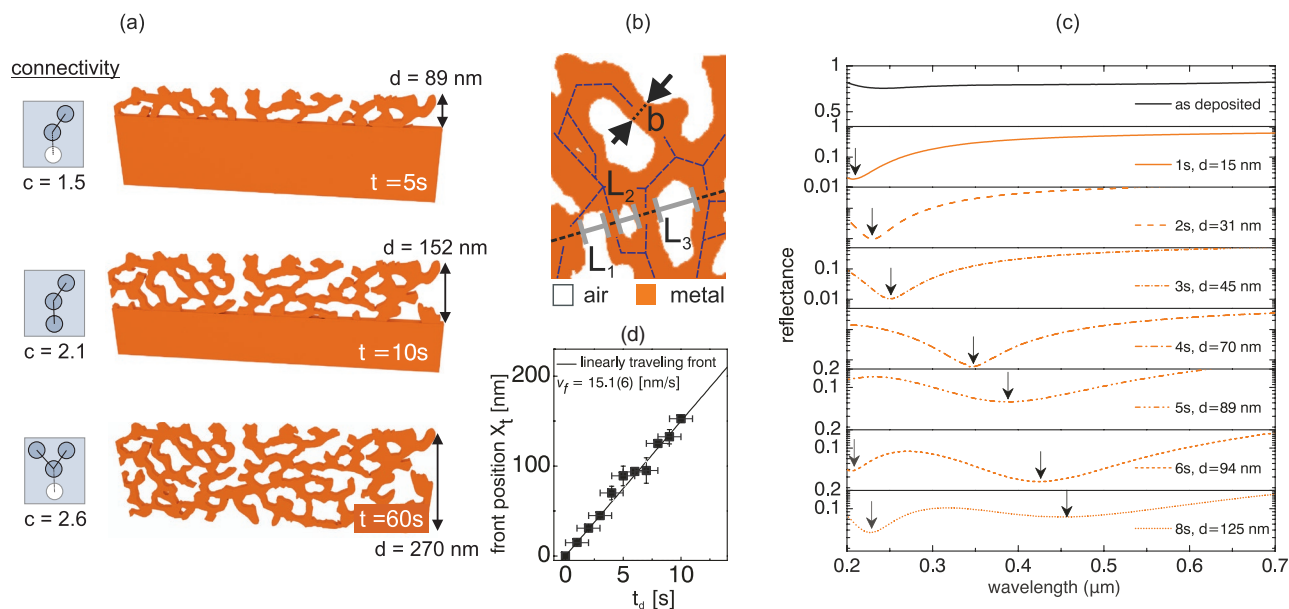 (a)
connectivity
c = 1.5
d = 89 nm
t =5s
c = 2.1
d = 152 nm
t =10s
c = 2.6
t =60s
d = 270 nm
(b)
b
L2
L1
L3
air
metal
(d)
linearly traveling front
vf = 15.1(6) [nm/s]
front position Xt [nm]
200
100
0
0
5
10
td [s]
(c)
reflectance
1
0.5
as deposited
1
0.1
0.01
1s, d=15 nm
2s, d=31 nm
0.1
0.01
3s, d=45 nm
4s, d=70 nm
0.2
0.1
5s, d=89 nm
0.2
0.1
6s, d=94 nm
0.2
0.1
8s, d=125 nm
0.2
0.3
0.4
0.5
0.6
0.7
wavelength (μm)